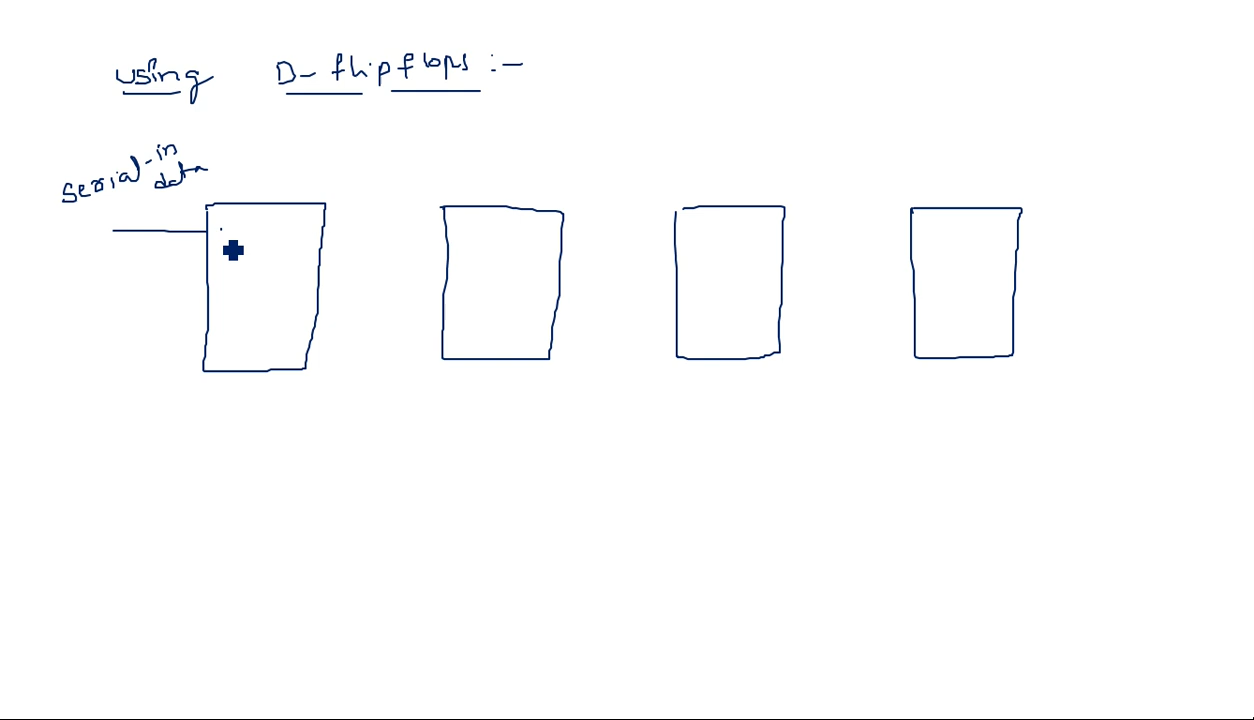 using D- flipflops :-
serial-in
data